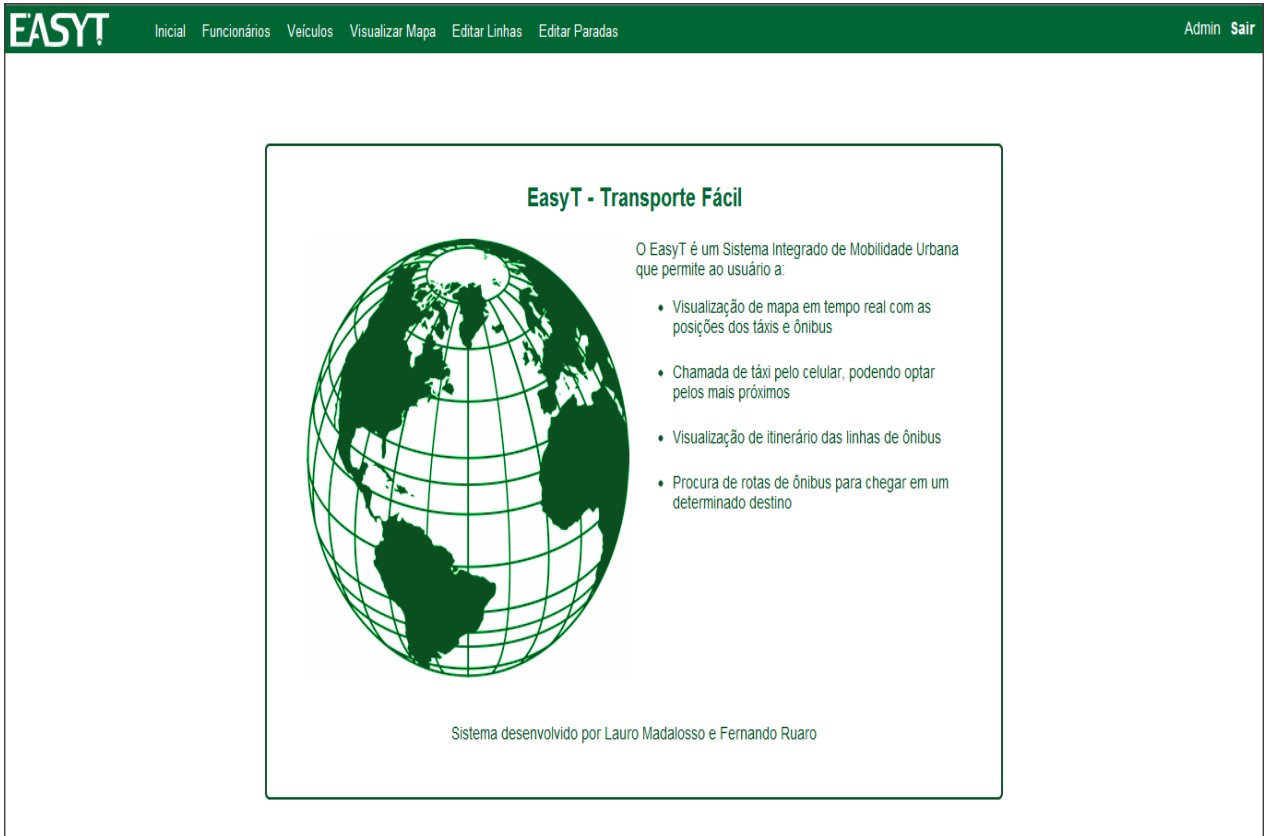 EASYT
Inicial Funcionários Veículos Visualizar Mapa Editar Linhas Editar Paradas
Admin Sair
EasyT - Transporte Fácil
O EasyT é um Sistema Integrado de Mobilidade Urbana
que permite ao usuário a:
• Visualização de mapa em tempo real com as
posições dos táxis e ônibus
• Chamada de táxi pelo celular, podendo optar
pelos mais próximos
• Visualização de itinerário das linhas de ônibus
• Procura de rotas de ônibus para chegar em um
determinado destino
Sistema desenvolvido por Lauro Madalosso e Fernando Ruaro